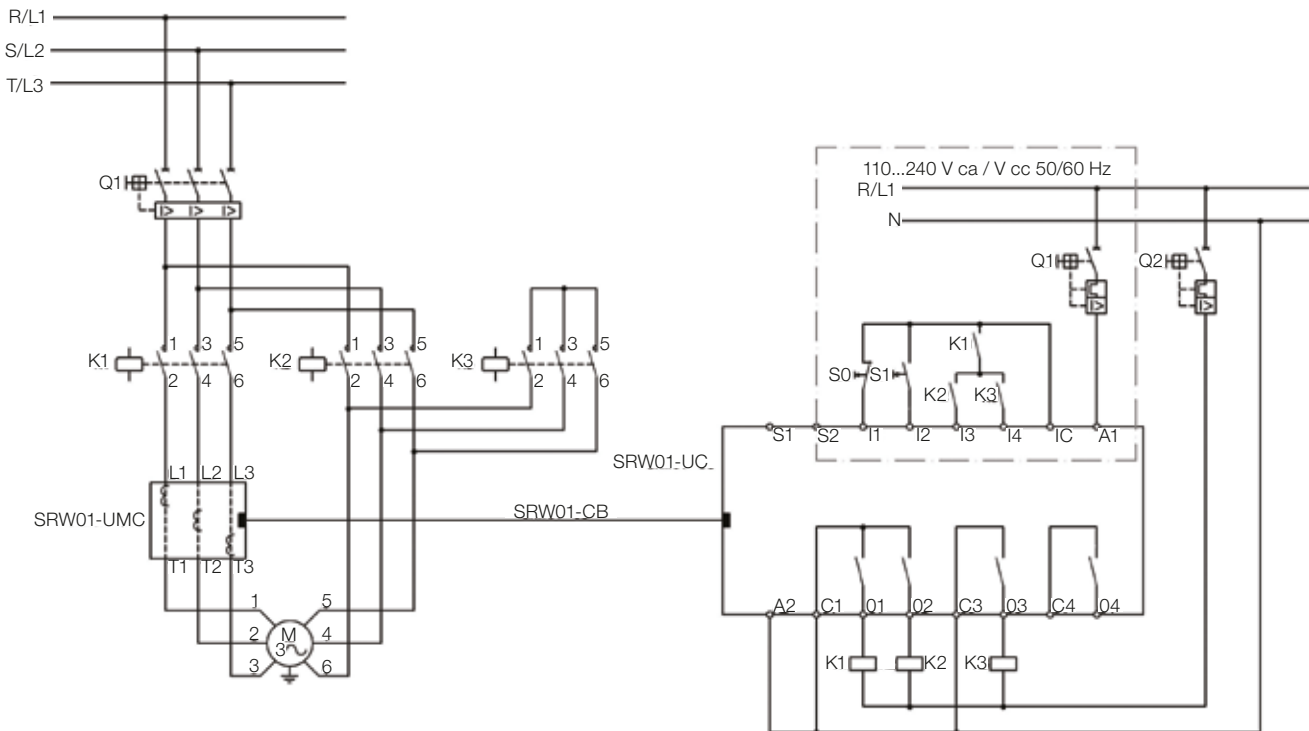 R/L1
S/L2
T/L3
Q1
I> I> I>
K1
1 3 5
2 4 6
K2
1 3 5
2 4 6
K3
1 3 5
2 4 6
L1 L2 L3
SRW01-UMC
T1 T2 T3
SRW01-CB
1 5
2 M 4
3
3 6
110...240 V ca / V cc 50/60 Hz
R/L1
N
Q1
I>
Q2
I>
K1
S0 S1 K2 K3
S1 S2 I1 I2 I3 I4 IC A1
SRW01-UC
A2 C1 01 02 C3 03 C4 04
K1 K2 K3